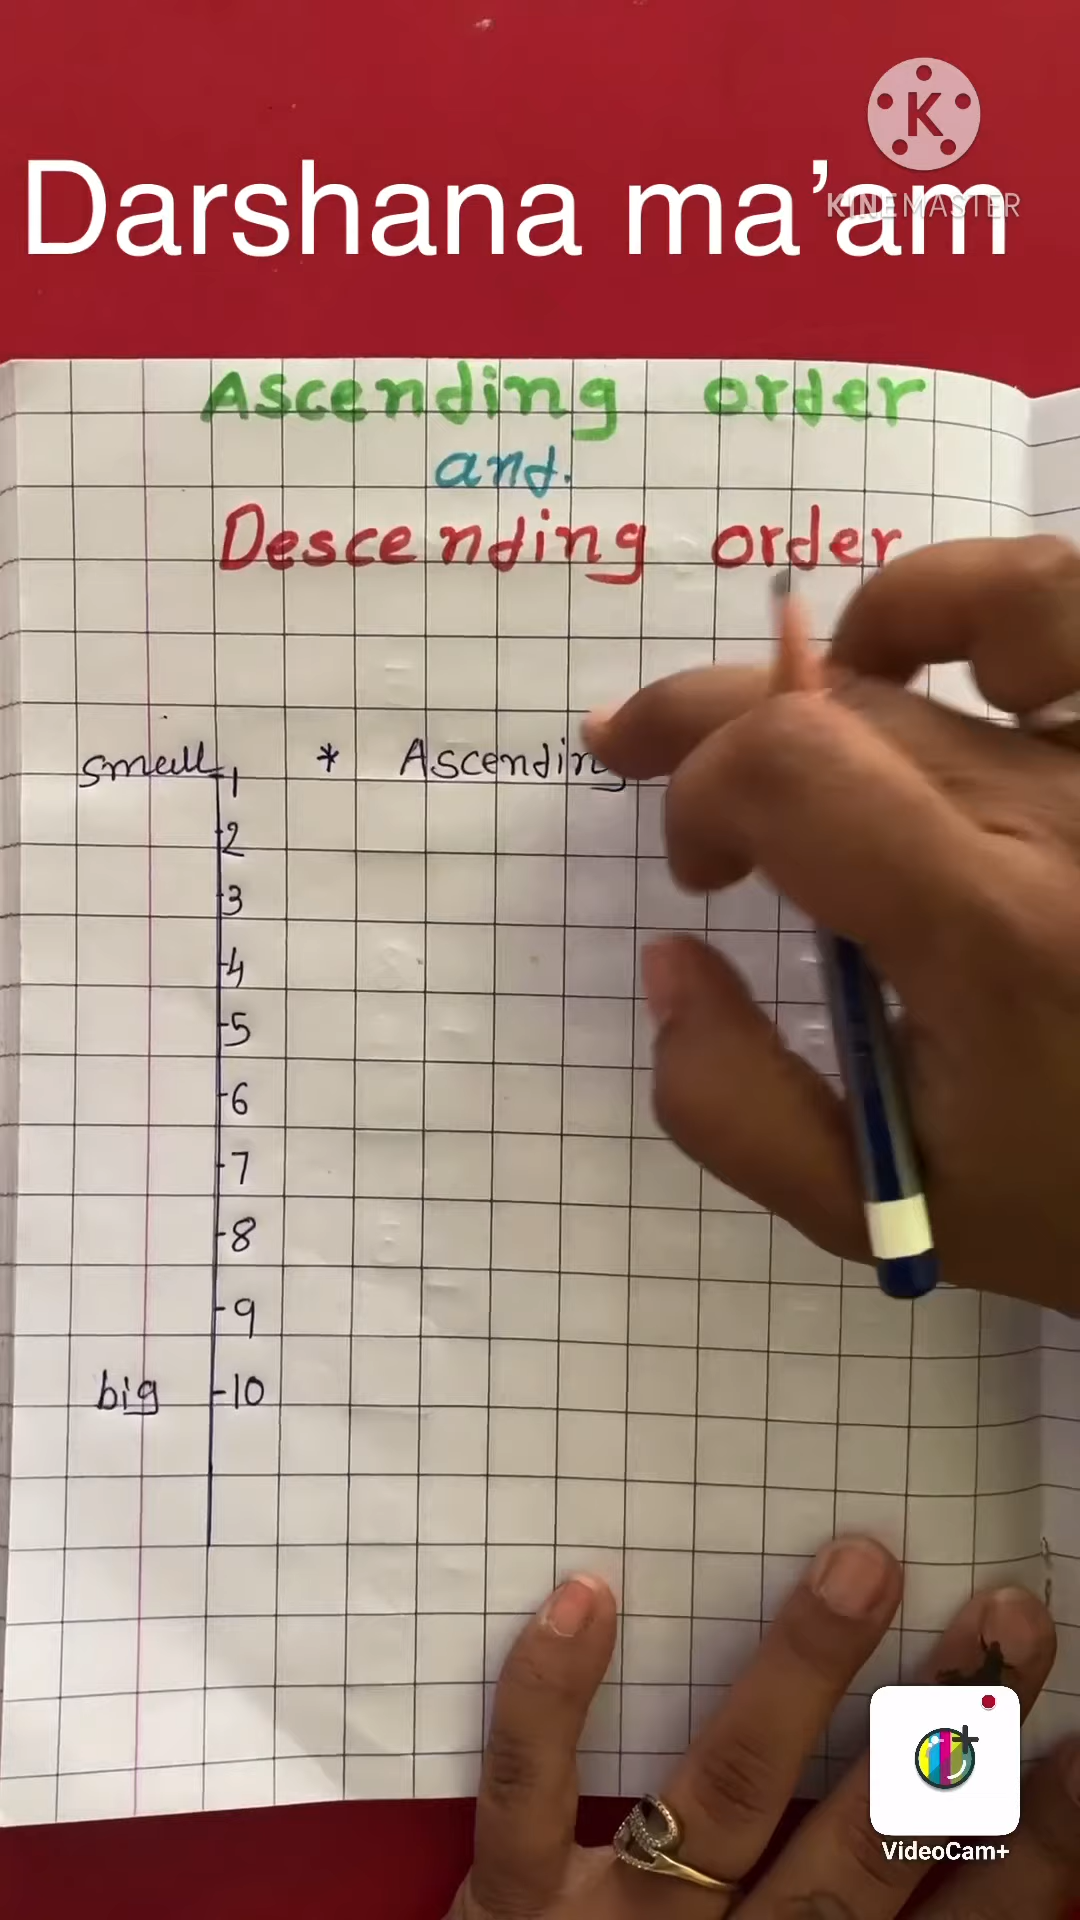 K
KINEMASTER
Darshana ma’am
Ascending order
and.
Descending order
small 1 * Ascending
2
3
4
5
6
7
8
9
big 10
VideoCam+